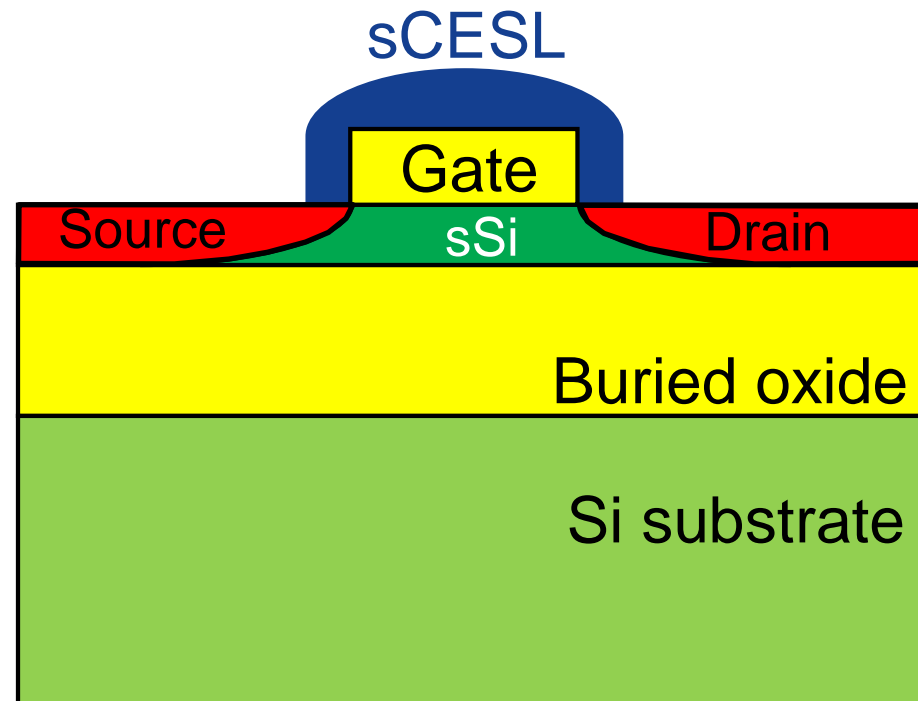 sCESL
Gate
Source
sSi
Drain
Buried oxide
Si substrate